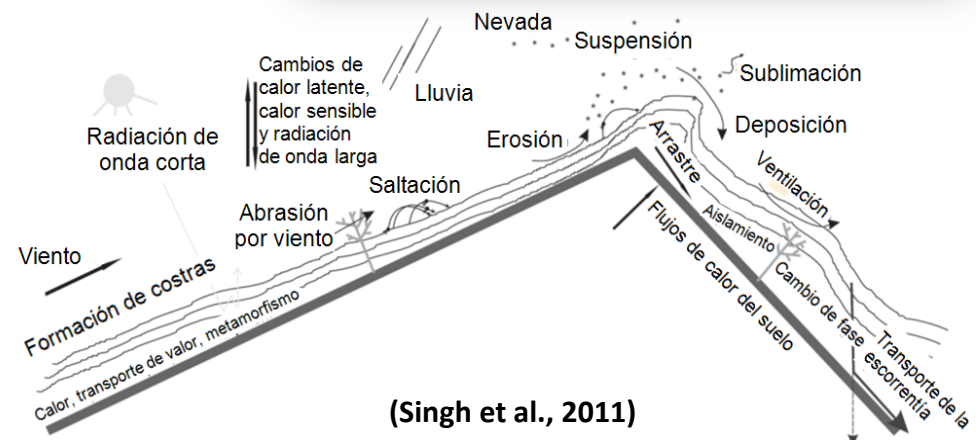 Nevada
Suspensión
Sublimación
Cambios de
calor latente,
calor sensible
y radiación
de onda larga
Lluvia
Radiación de
onda corta
Erosión
Deposición
Arrastre
Ventilación
Saltación
Abrasión
por viento
Aislamiento
Viento
Flujos de calor del suelo
Cambio de fase
Formación de costras
Calor, transporte de valor, metamorfismo
Transporte de la
escorrentía
(Singh et al., 2011)